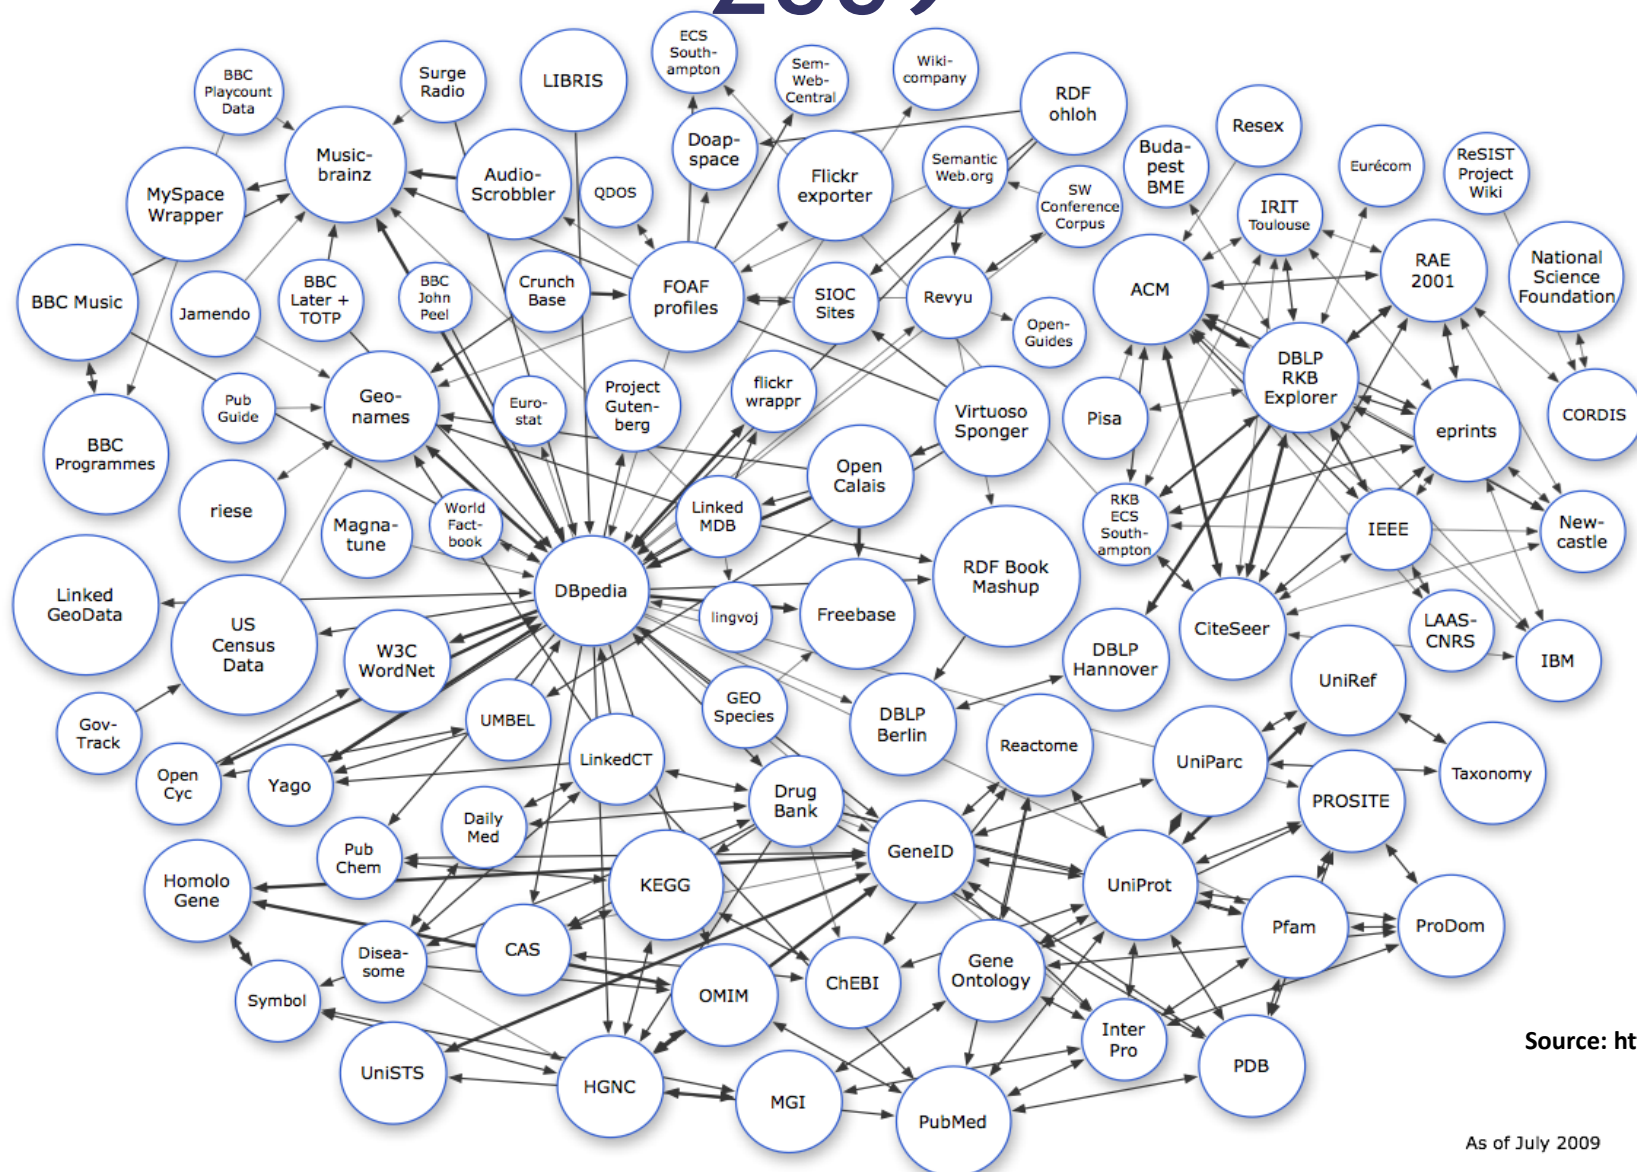 2009
ECS
South-
ampton
Sem-
Web-
Central
Wiki-
company
RDF
ohloh
BBC
Playcount
Data
Surge
Radio
LIBRIS
Doap-
space
Resex
Music-
brainz
Audio-
Scrobbler
QDOS
Flickr
exporter
Semantic
Web.org
SW
Conference
Corpus
Buda-
pest
BME
Eurécom
ReSIST
Project
Wiki
MySpace
Wrapper
IRIT
Toulouse
RAE
2001
National
Science
Foundation
BBC Music
Jamendo
BBC
Later +
TOTP
BBC
John
Peel
Crunch
Base
FOAF
profiles
SIOC
Sites
Revyu
Open-
Guides
ACM
DBLP
RKB
Explorer
Pub
Guide
Geo-
names
Euro-
stat
Project
Guten-
berg
flickr
wrappr
Virtuoso
Sponger
Pisa
eprints
CORDIS
BBC
Programmes
riese
Magna-
tune
World
Fact-
book
Linked
MDB
Open
Calais
RKB
ECS
South-
ampton
IEEE
New-
castle
Linked
GeoData
US
Census
Data
W3C
WordNet
DBpedia
lingvoj
Freebase
RDF Book
Mashup
DBLP
Hannover
CiteSeer
LAAS-
CNRS
IBM
Gov-
Track
Open
Cyc
Yago
UMBEL
LinkedCT
GEO
Species
DBLP
Berlin
Reactome
UniParc
UniRef
Taxonomy
PROSITE
Pub
Chem
Daily
Med
Drug
Bank
Homolo
Gene
KEGG
GeneID
UniProt
Pfam
ProDom
Disea-
some
CAS
Symbol
OMIM
ChEBI
Gene
Ontology
Inter
Pro
PDB
UniSTS
HGNC
MGI
PubMed
Source: ht
As of July 2009